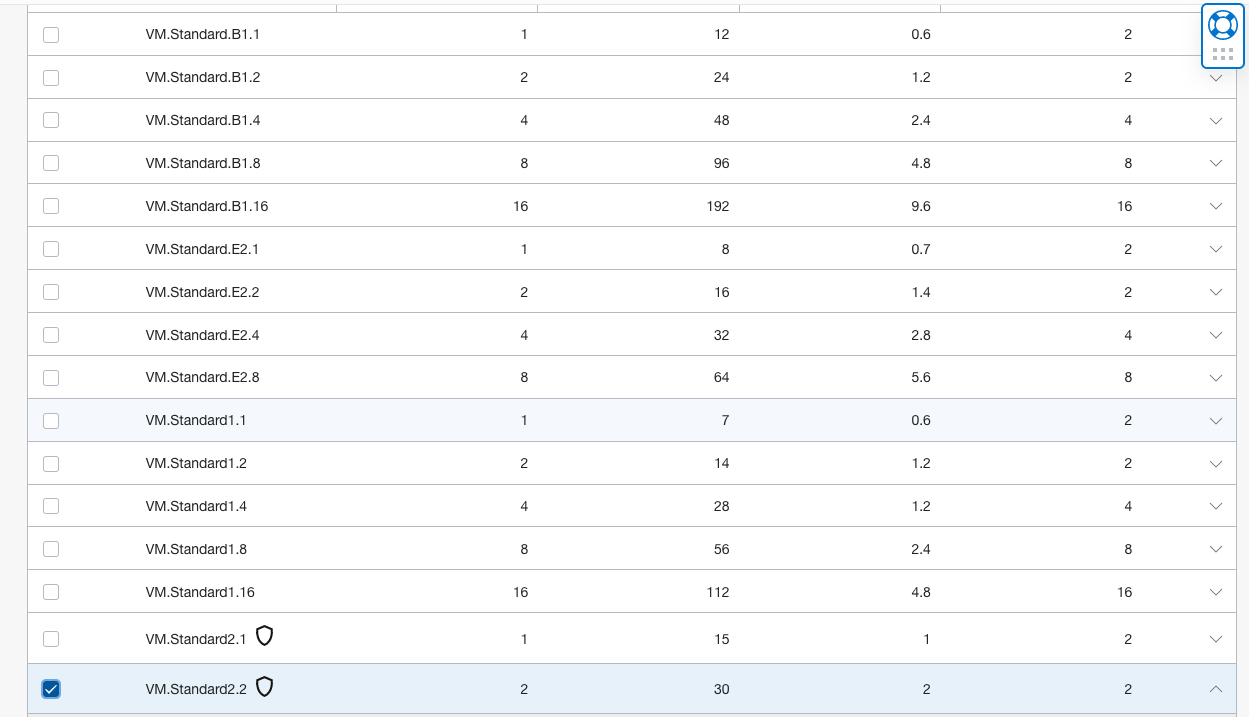 VM.Standard.B1.1 1 12 0.6 2
VM.Standard.B1.2 2 24 1.2 2
VM.Standard.B1.4 4 48 2.4 4
VM.Standard.B1.8 8 96 4.8 8
VM.Standard.B1.16 16 192 9.6 16
VM.Standard.E2.1 1 8 0.7 2
VM.Standard.E2.2 2 16 1.4 2
VM.Standard.E2.4 4 32 2.8 4
VM.Standard.E2.8 8 64 5.6 8
VM.Standard1.1 1 7 0.6 2
VM.Standard1.2 2 14 1.2 2
VM.Standard1.4 4 28 1.2 4
VM.Standard1.8 8 56 2.4 8
VM.Standard1.16 16 112 4.8 16
VM.Standard2.1 1 15 1 2
VM.Standard2.2 2 30 2 2